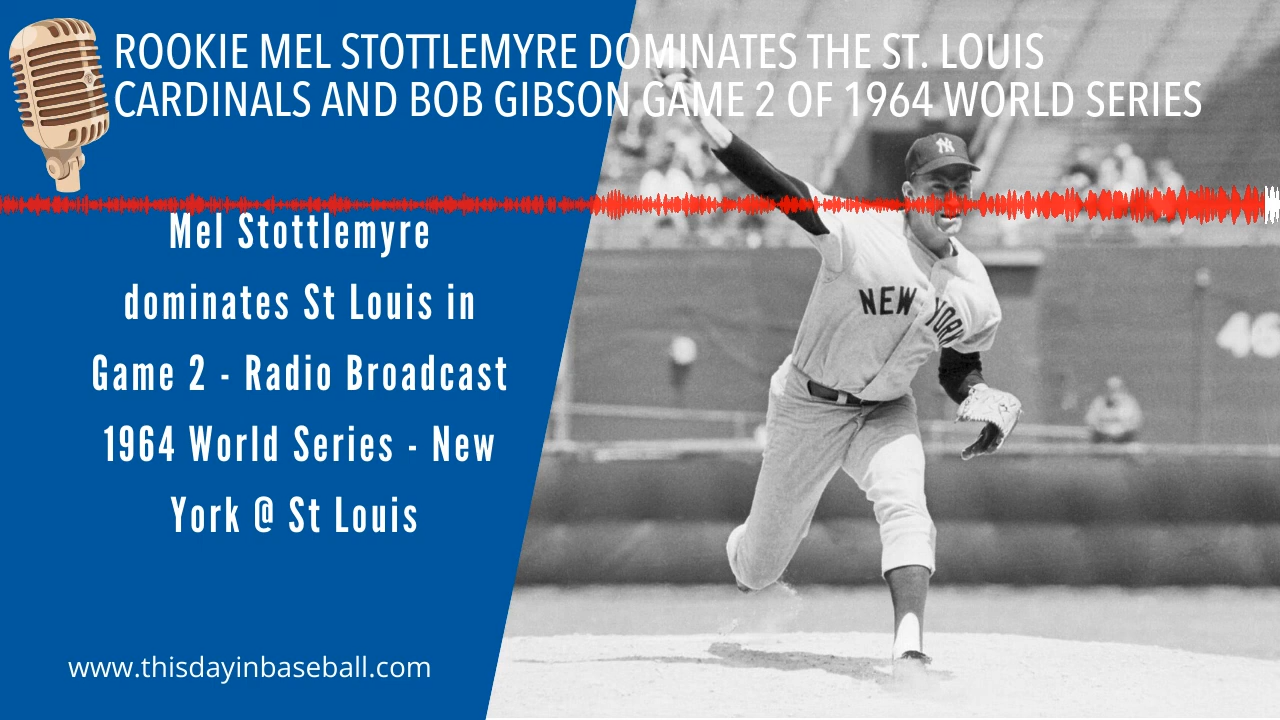 ROOKIE MEL STOTTLEMYRE DOMINATES THE ST. LOUIS
CARDINALS AND BOB GIBSON GAME 2 OF 1964 WORLD SERIES
Mel Stottlemyre
dominates St Louis in
Game 2 - Radio Broadcast
1964 World Series - New
York @ St Louis
NY
NEW YORK
46
www.thisdayinbaseball.com